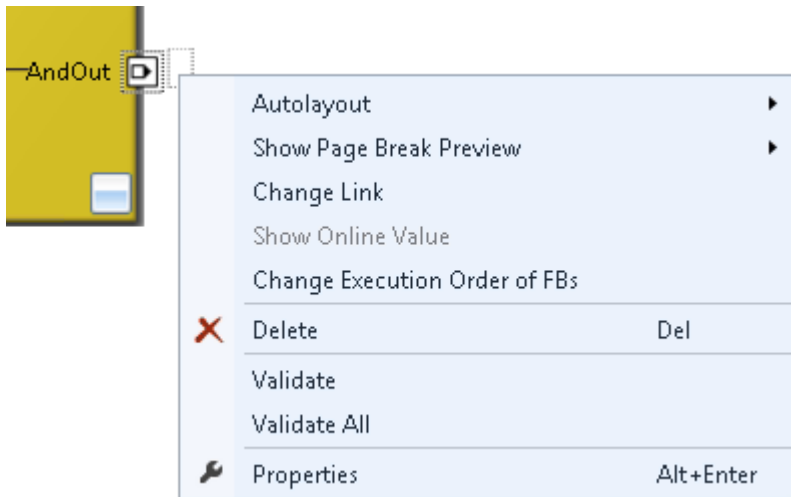 AndOut
Autolayout
Show Page Break Preview
Change Link
Show Online Value
Change Execution Order of FBs
Delete Del
Validate
Validate All
Properties Alt+Enter